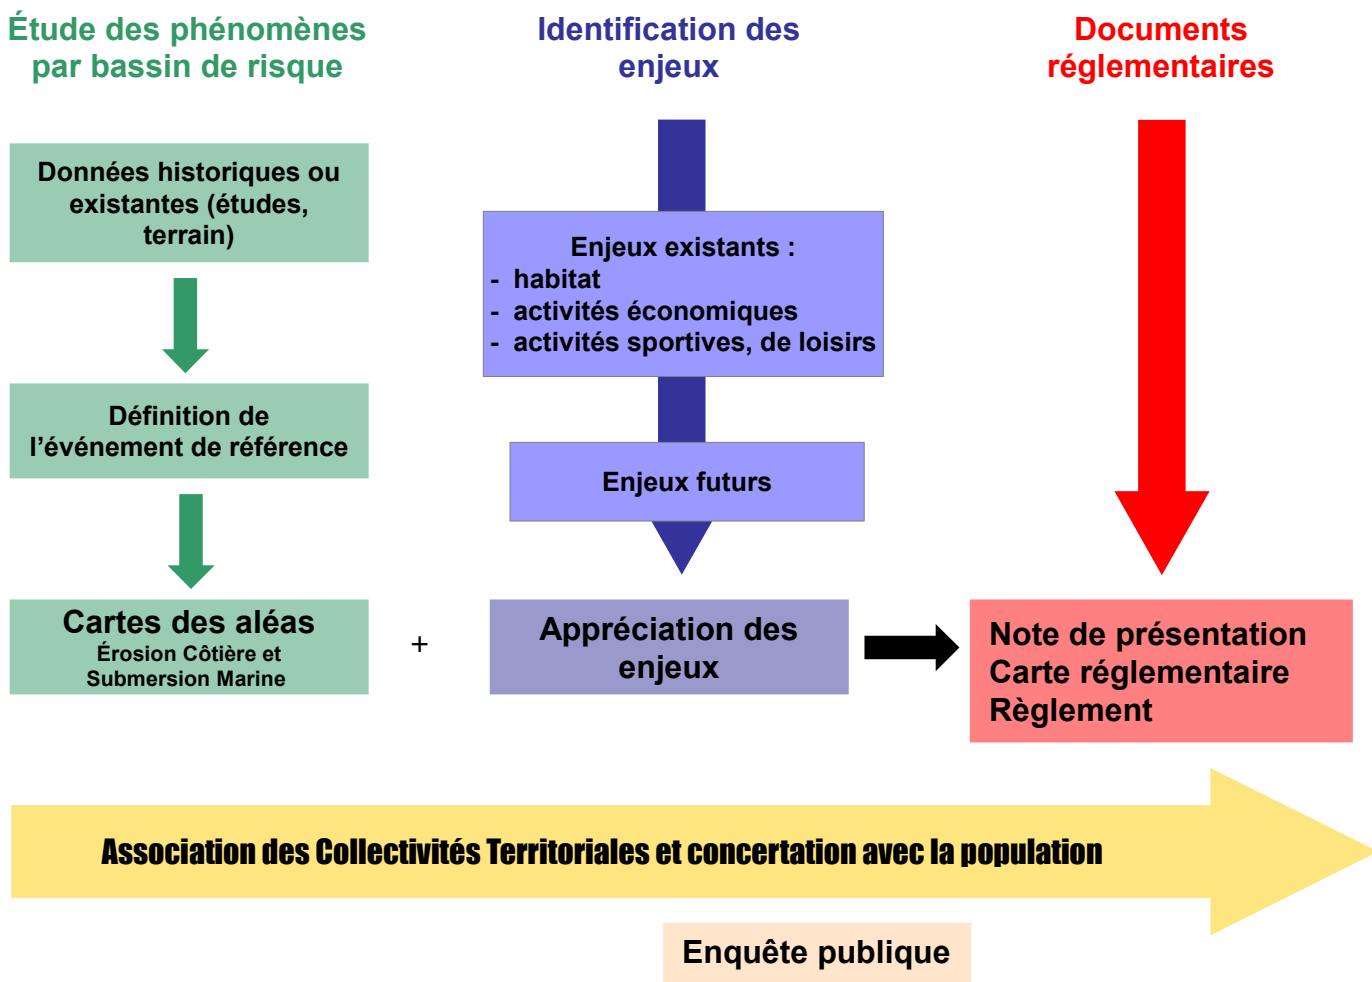 Étude des phénomènes
par bassin de risque
Données historiques ou
existantes (études,
terrain)
Définition de
l’événement de référence
Cartes des aléas
Érosion Côtière et
Submersion Marine
+
Identification des
enjeux
Enjeux existants :
- habitat
- activités économiques
- activités sportives, de loisirs
Enjeux futurs
Appréciation des
enjeux
Documents
réglementaires
Note de présentation
Carte réglementaire
Règlement
Association des Collectivités Territoriales et concertation avec la population
Enquête publique